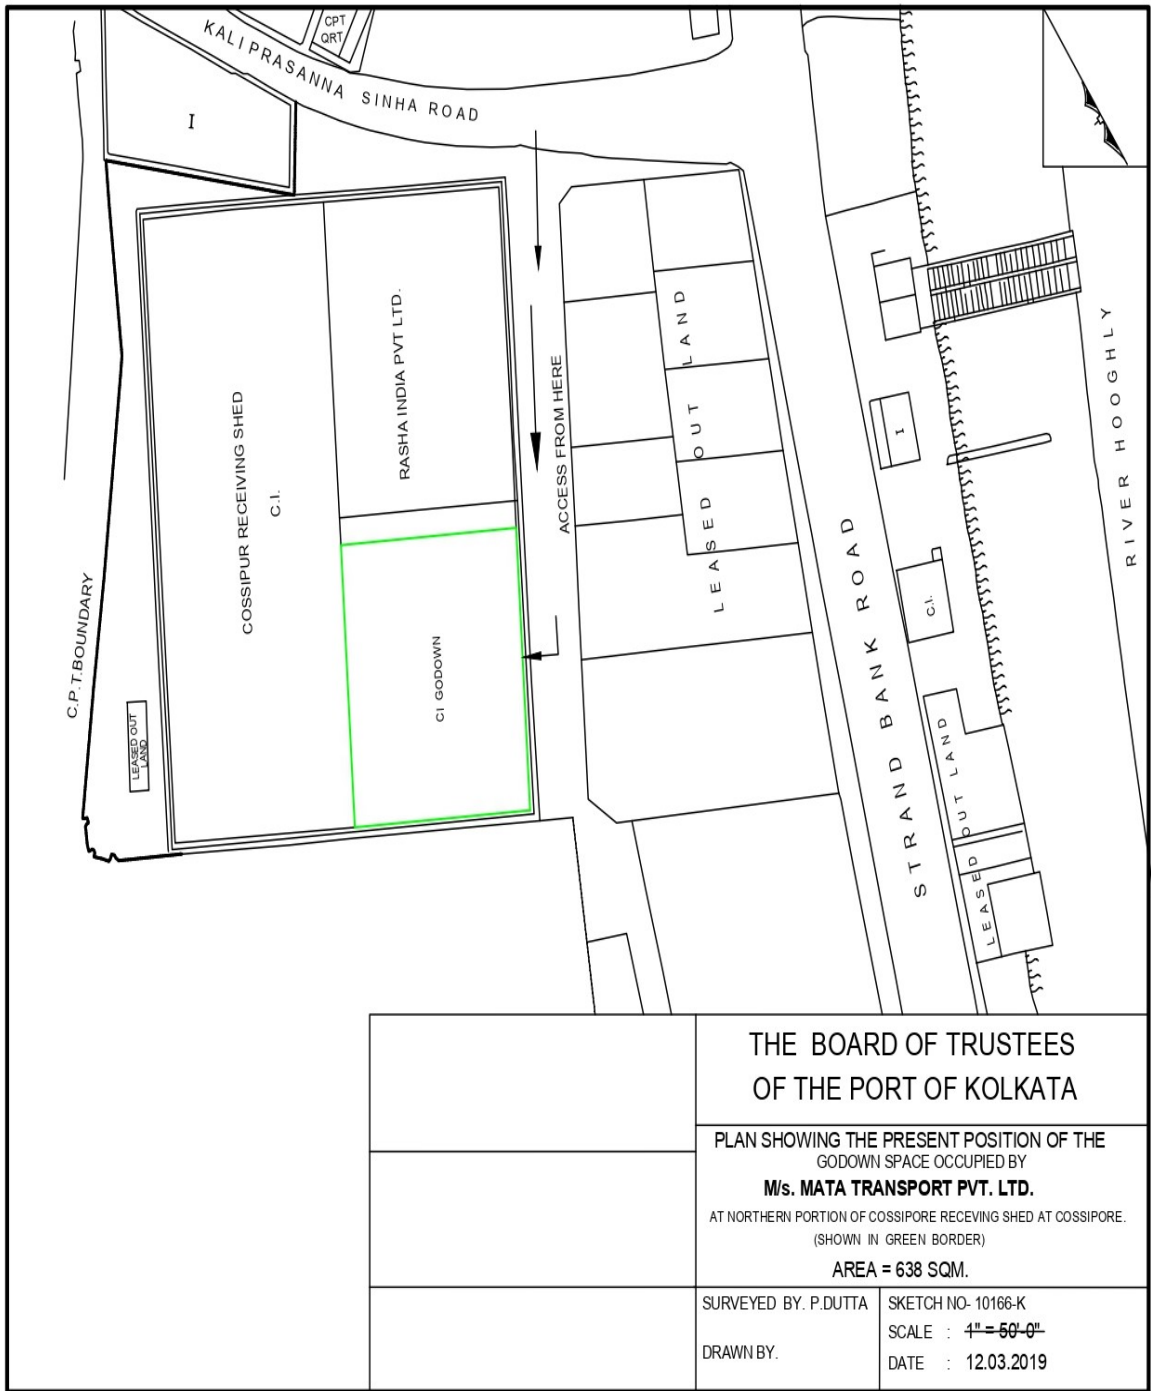 CPT
QRT
KALI PRASANNA SINHA ROAD
I
COSSIPUR RECEIVING SHED
C.I.
RASHA INDIA PVT LTD.
ACCESS FROM HERE
LEASED OUT LAND
CI GODOWN
C.P.T.BOUNDARY
LEASED OUT
LAND
STRAND BANK ROAD
I
C.I.
LEASED OUT LAND
RIVER HOOGHLY
THE BOARD OF TRUSTEES
OF THE PORT OF KOLKATA
PLAN SHOWING THE PRESENT POSITION OF THE
GODOWN SPACE OCCUPIED BY
M/s. MATA TRANSPORT PVT. LTD.
AT NORTHERN PORTION OF COSSIPORE RECEVING SHED AT COSSIPORE.
(SHOWN IN GREEN BORDER)
AREA = 638 SQM.
SURVEYED BY. P.DUTTA
DRAWN BY.
SKETCH NO- 10166-K
SCALE : 1" = 50'-0"
DATE : 12.03.2019